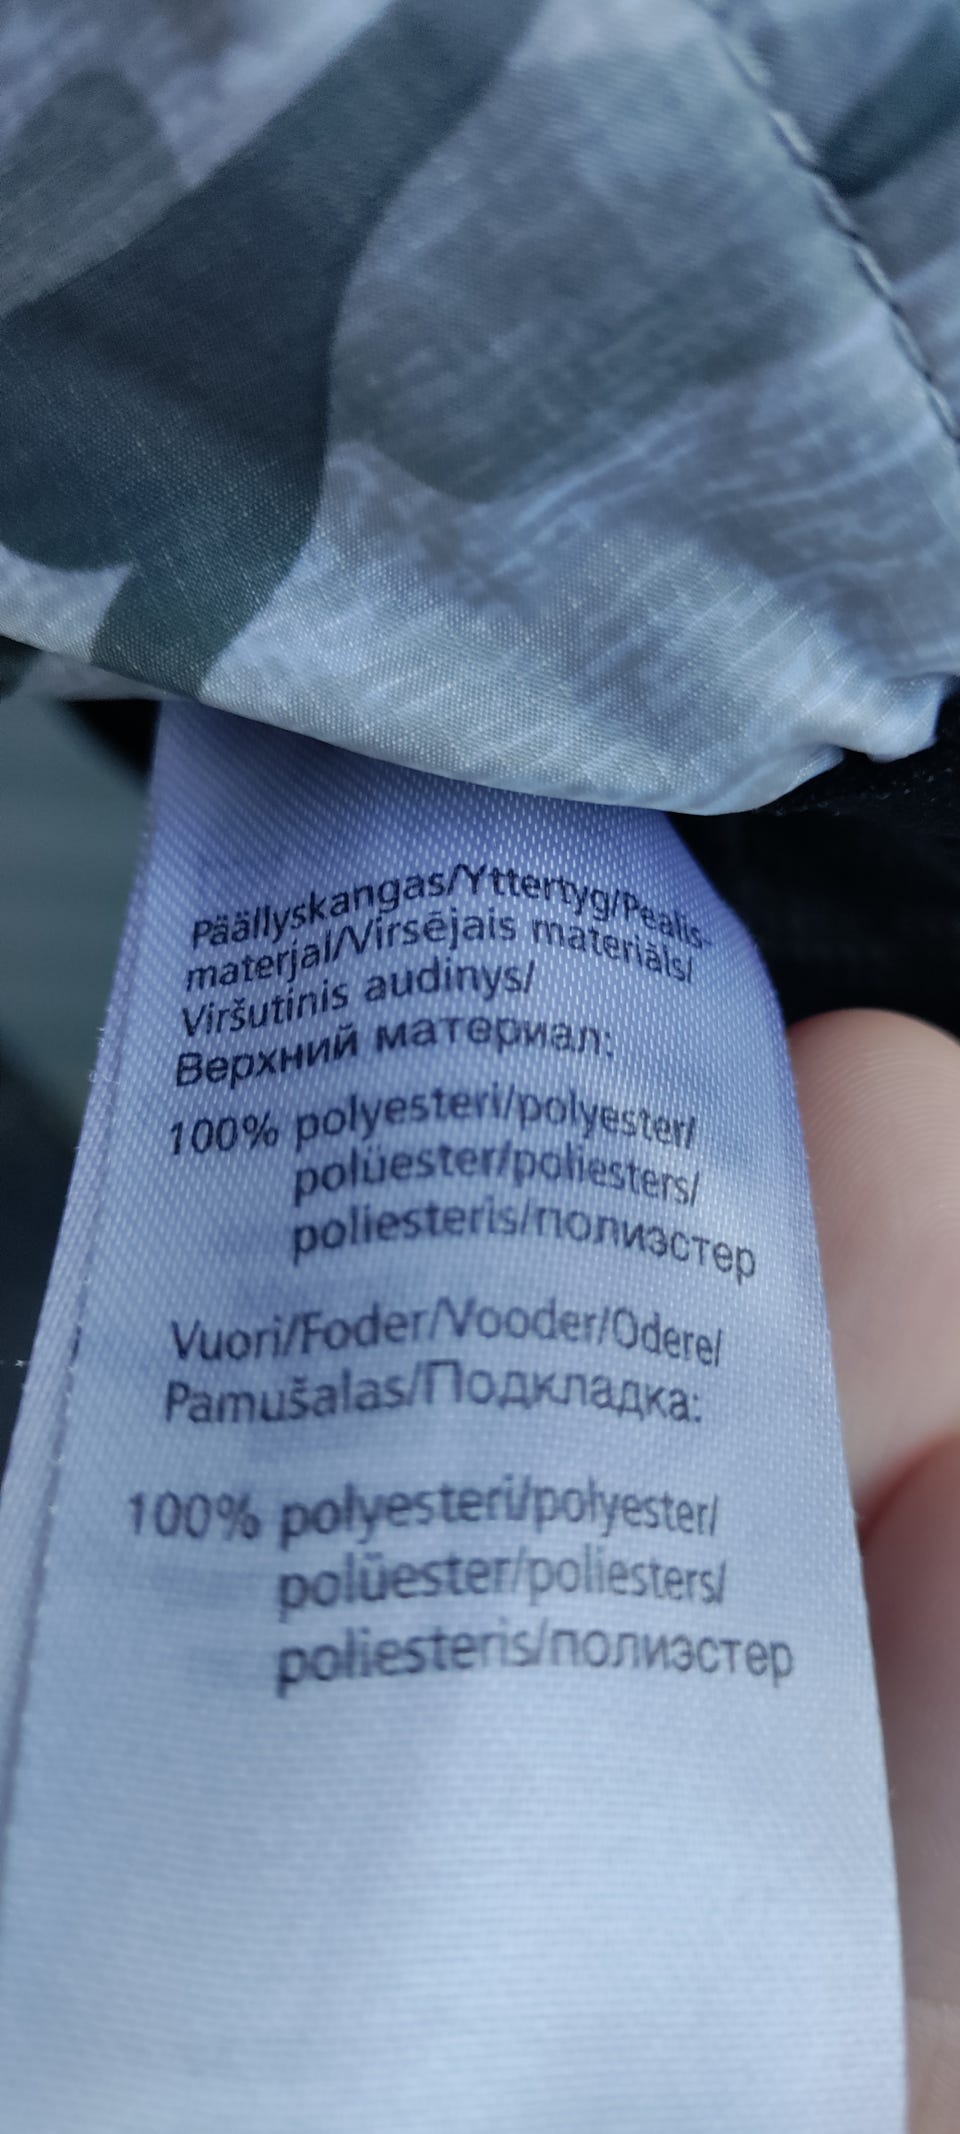 Päällyskangas/Yttertyg/Pealis-
materjal/Virsējais materiāls/
Viršutinis audinys/
Верхний материал:
100% polyesteri/polyester/
polüester/poliesters/
poliesteris/полиэстер
Vuori/Foder/Vooder/Odere/
Pamušalas/Подкладка:
100% polyesteri/polyester/
polüester/poliesters/
poliesteris/полиэстер